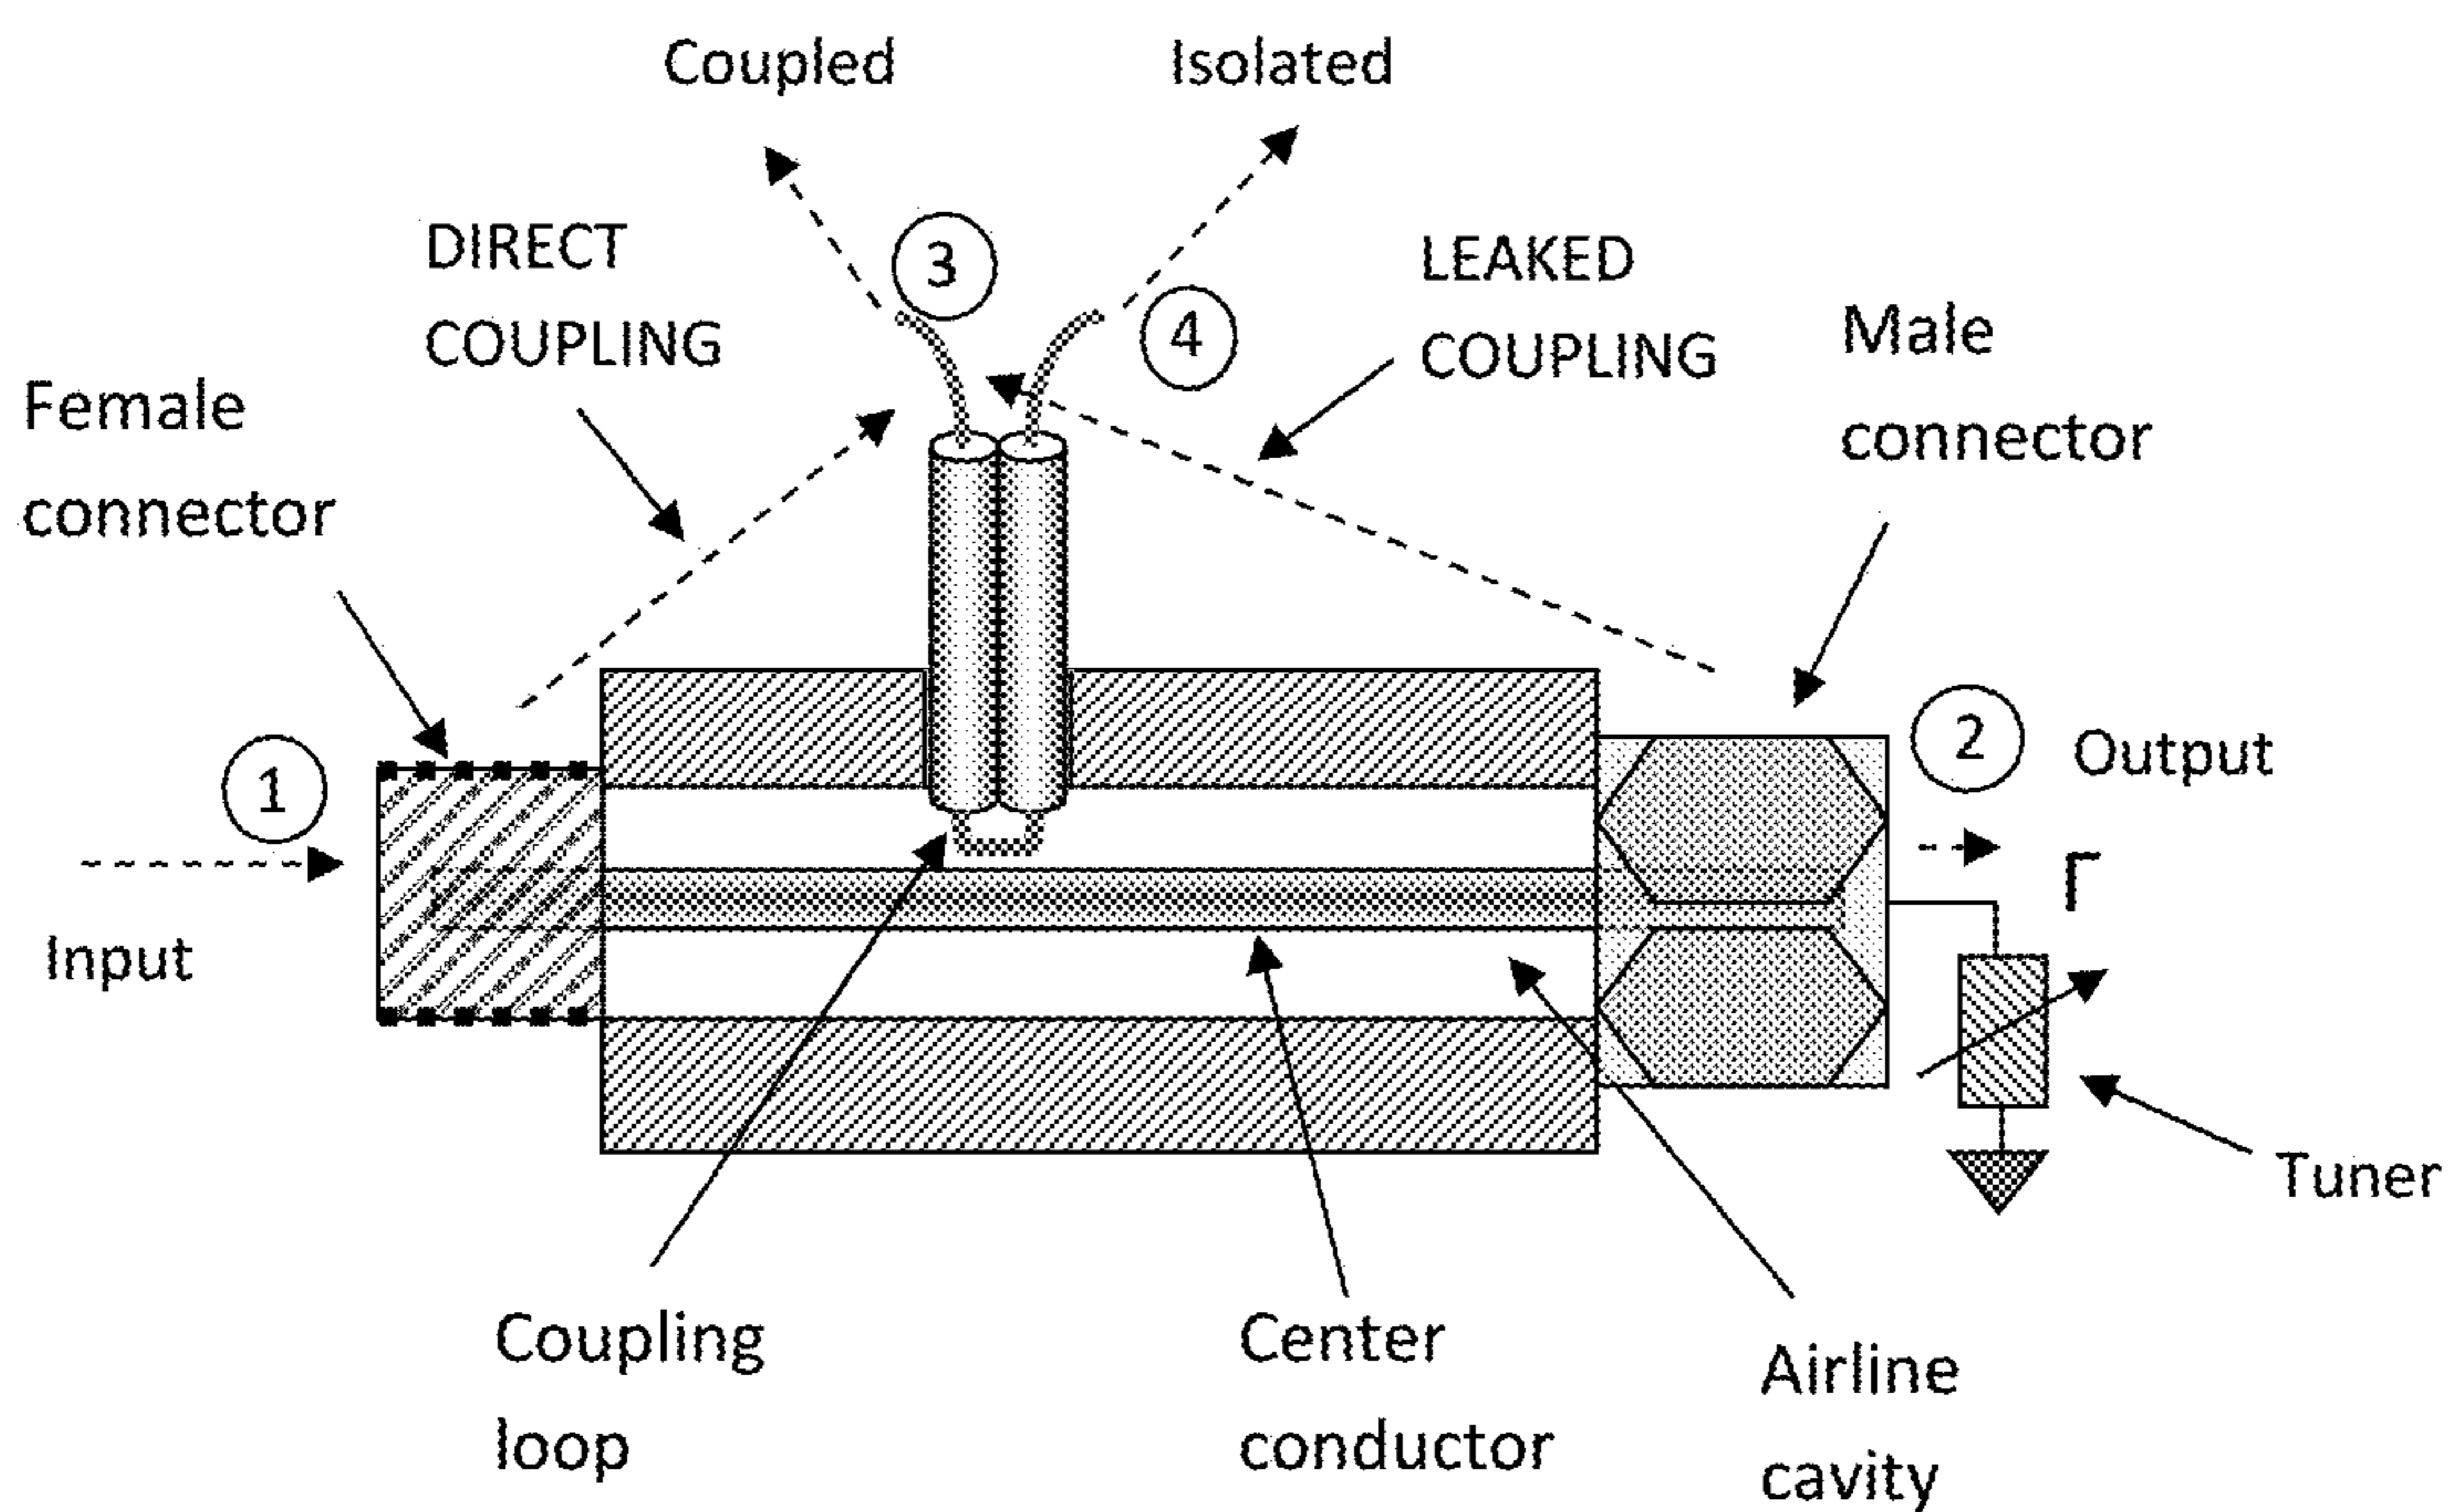 Coupled
Isolated
DIRECT
COUPLING
3
4
LEAKED
COUPLING
Male
connector
Female
connector
1
Input
2
Output
Γ
Tuner
Coupling
loop
Center
conductor
Airline
cavity